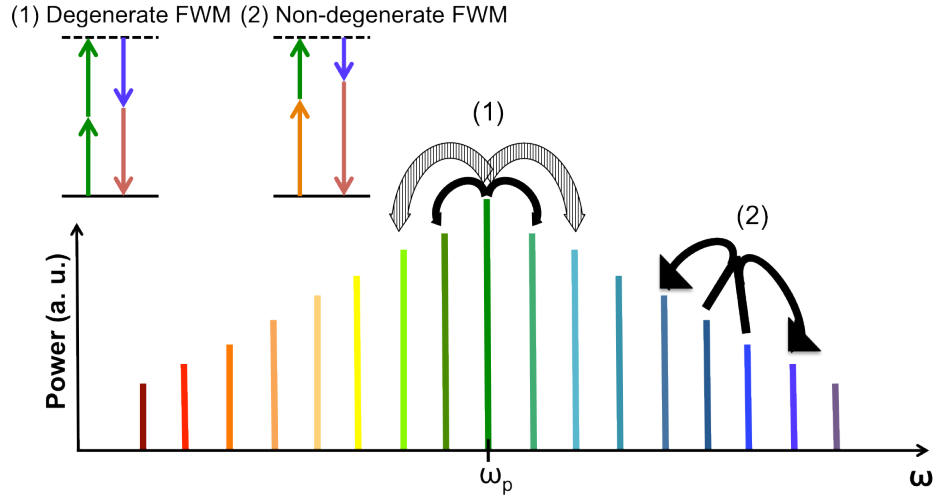 (1) Degenerate FWM (2) Non-degenerate FWM
(1)
(2)
Power (a. u.)
ωp
ω